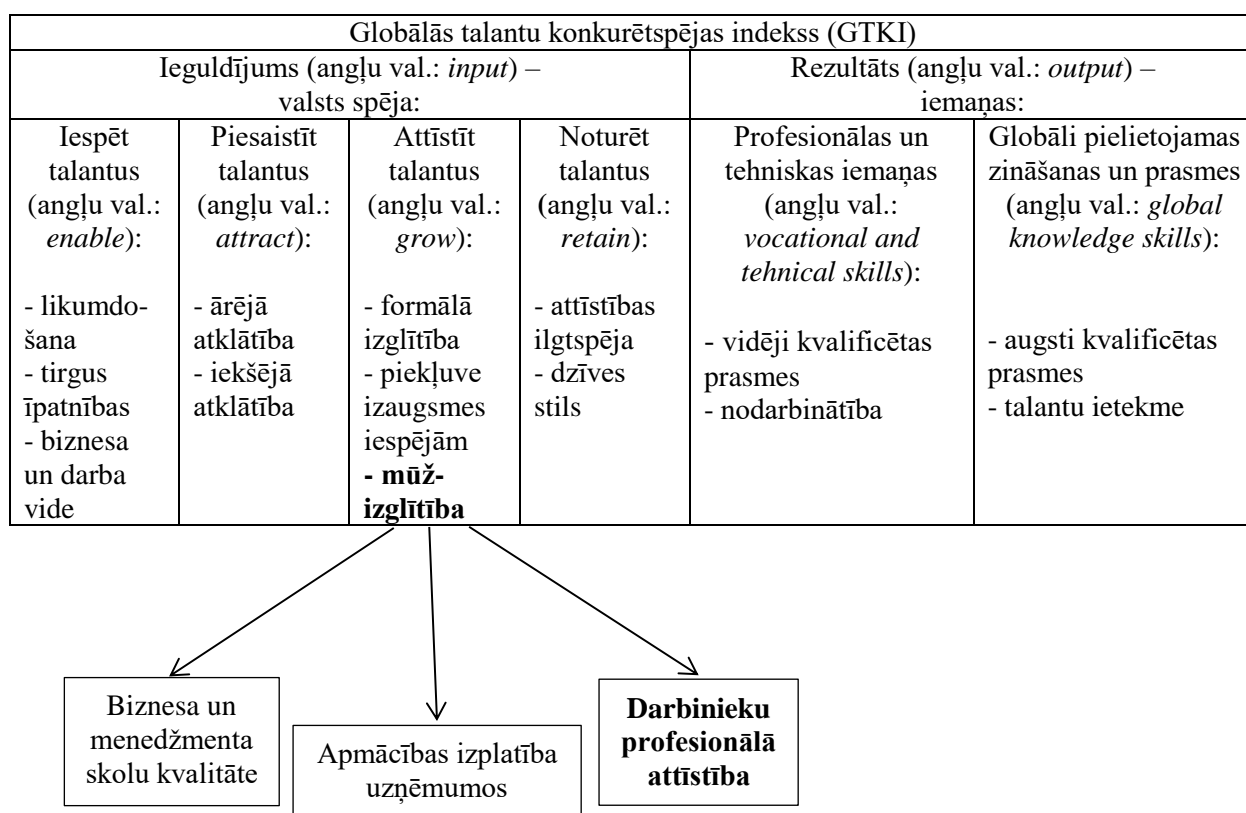 Globālās talantu konkurētspējas indekss (GTKI)
Ieguldījums (angļu val.: input) –
valsts spēja:
Rezultāts (angļu val.: output) –
iemaņas:
Iespēt
talantus
(angļu val.:
enable):
- likumdo-
šana
- tirgus
īpatnības
- biznesa
un darba
vide
Piesaistīt
talantus
(angļu val.:
attract):
- ārējā
atklātība
- iekšējā
atklātība
Attīstīt
talantus
(angļu val.:
grow):
- formālā
izglītība
- piekļuve
izaugsmes
iespējām
- mūž-
izglītība
Noturēt
talantus
(angļu val.:
retain):
- attīstības
ilgtspēja
- dzīves
stils
Profesionālas un
tehniskas iemaņas
(angļu val.:
vocational and
tehnical skills):
- vidēji kvalificētas
prasmes
- nodarbinātība
Globāli pielietojamas
zināšanas un prasmes
(angļu val.: global
knowledge skills):
- augsti kvalificētas
prasmes
- talantu ietekme
Biznesa un
menedžmenta
skolu kvalitāte
Apmācības izplatība
uzņēmumos
Darbinieku
profesionālā
attīstība